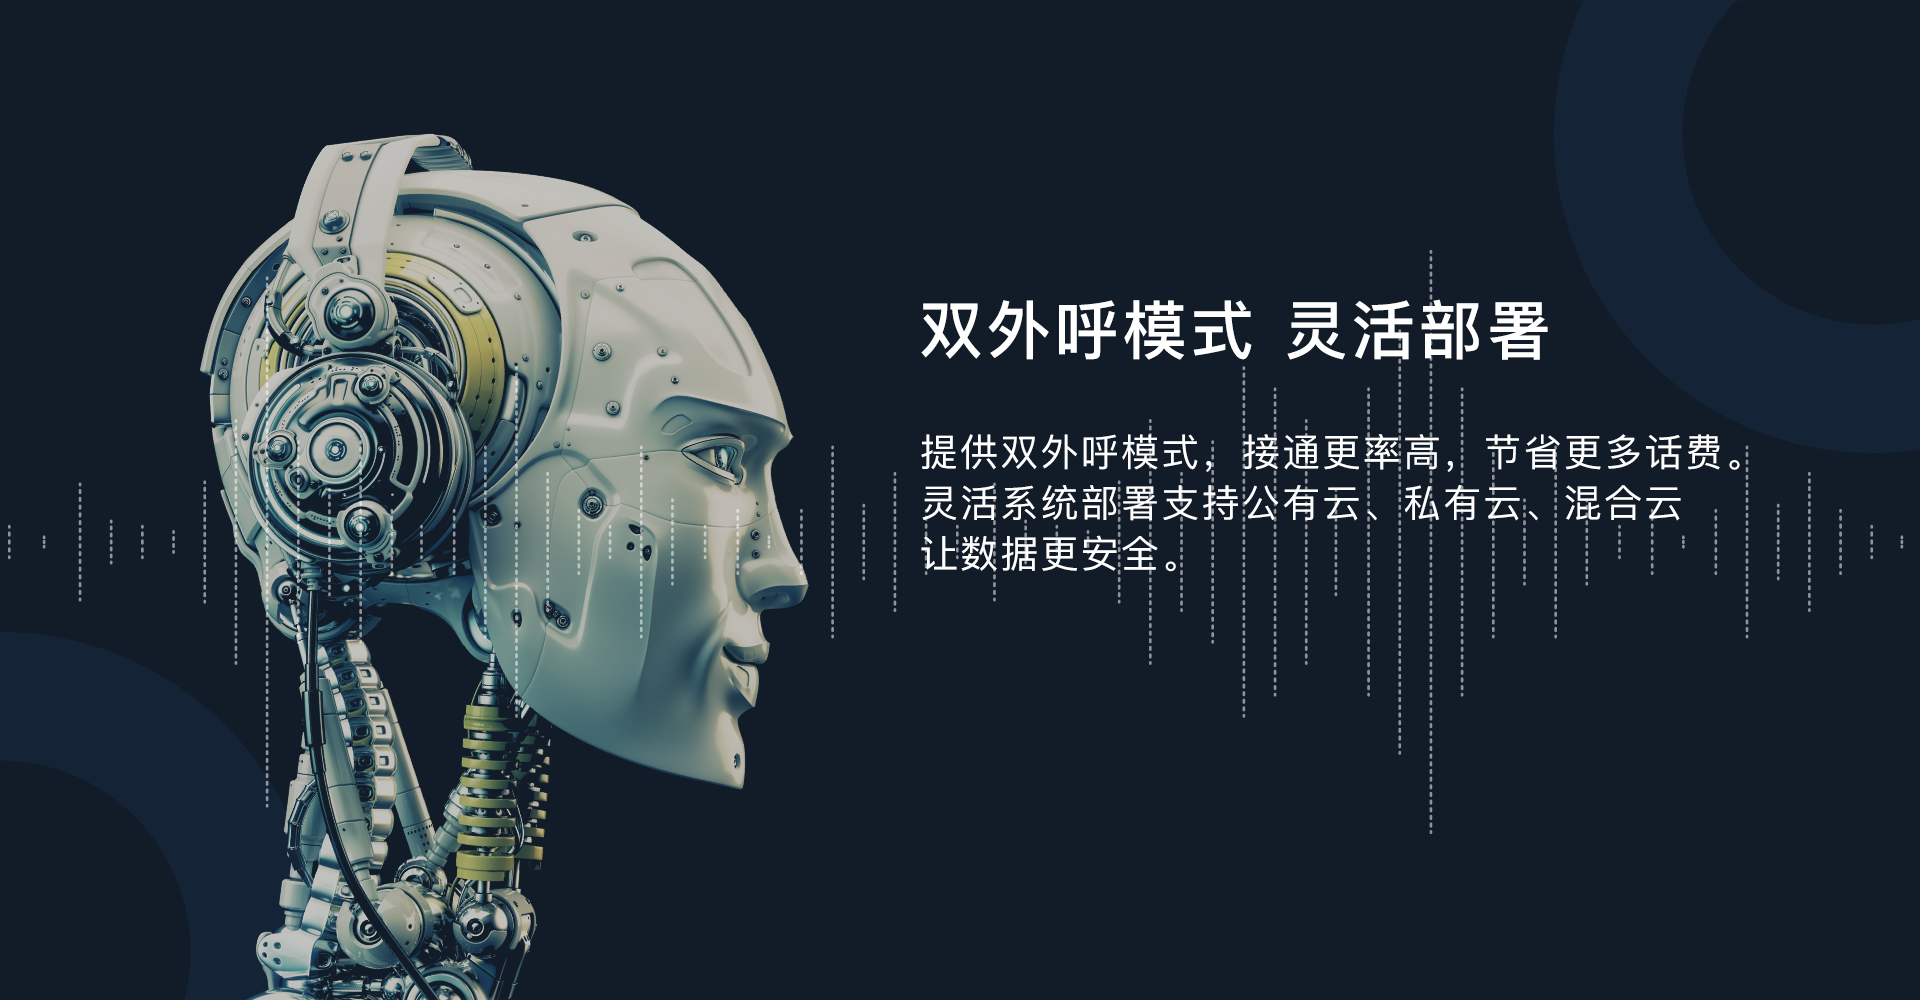 双外呼模式 灵活部署
提供双外呼模式，接通更率高，节省更多话费。
灵活系统部署支持公有云、私有云、混合云
让数据更安全。